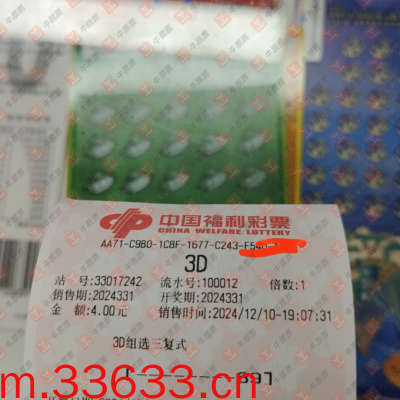 中国福利彩票
CHINA WELFARE LOTTERY
AA71-C9B0-1C8F-1677-C243-
3D
站 号:33017242 流水号:100012 倍数:1
销售期:2024331 开奖期:2024331
金 额:4.00元 销售时间:2024/12/10-19:07:31
3D组选三复式
m.33633.cn